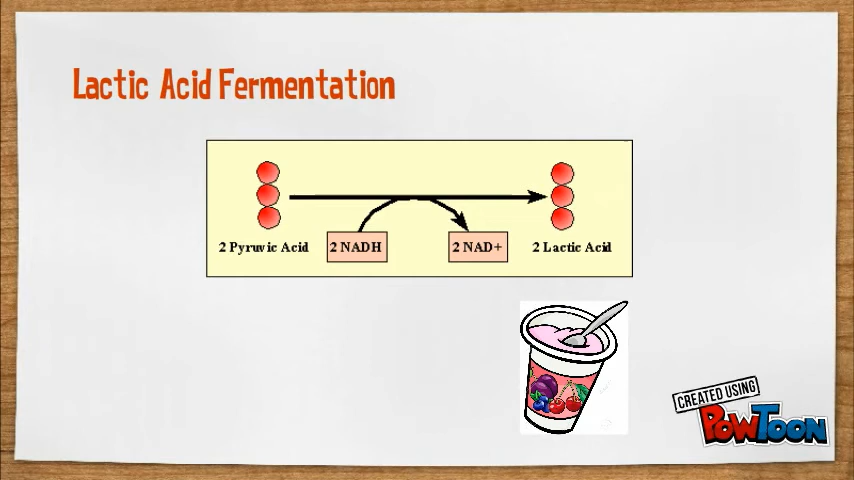 Lactic Acid Fermentation
2 Pyruvic Acid
2 NADH
2 NAD+
2 Lactic Acid
CREATED USING
POWTOON